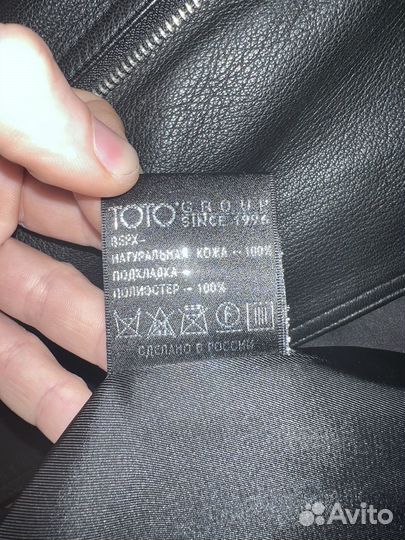 TOTO GROUP
SINCE 1996
ВЕРХ-
НАТУРАЛЬНАЯ КОЖА - 100%
ПОДКЛАДКА -
ПОЛИЭСТЕР - 100%
P
СДЕЛАНО В РОССИИ
Avito